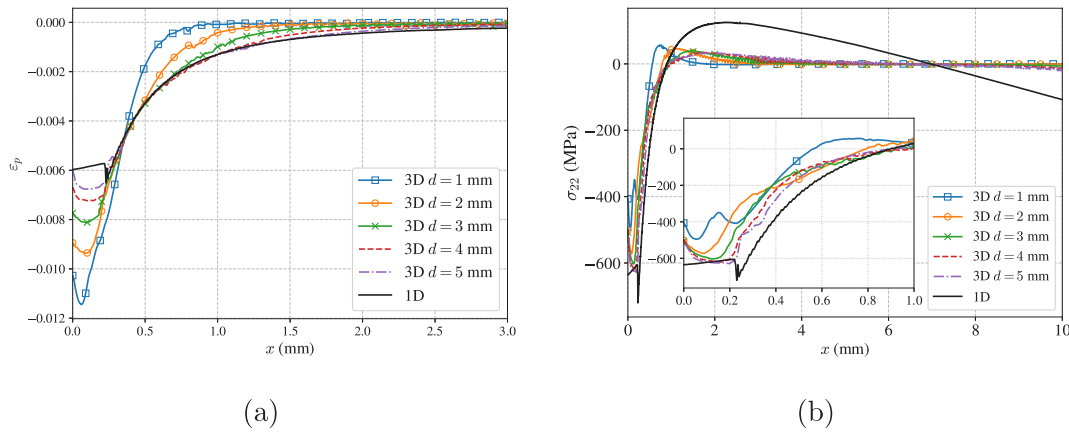 0.000
−0.002
−0.004
−0.006
−0.008
−0.010
−0.012
0.0
0.5
1.0
1.5
2.0
2.5
3.0
εp
x (mm)
3D d = 1 mm
3D d = 2 mm
3D d = 3 mm
3D d = 4 mm
3D d = 5 mm
1D
(a)
0
−200
−400
−600
0
2
4
6
8
10
σ22 (MPa)
x (mm)
0
−200
−400
−600
0.0
0.2
0.4
0.6
0.8
1.0
3D d = 1 mm
3D d = 2 mm
3D d = 3 mm
3D d = 4 mm
3D d = 5 mm
1D
(b)